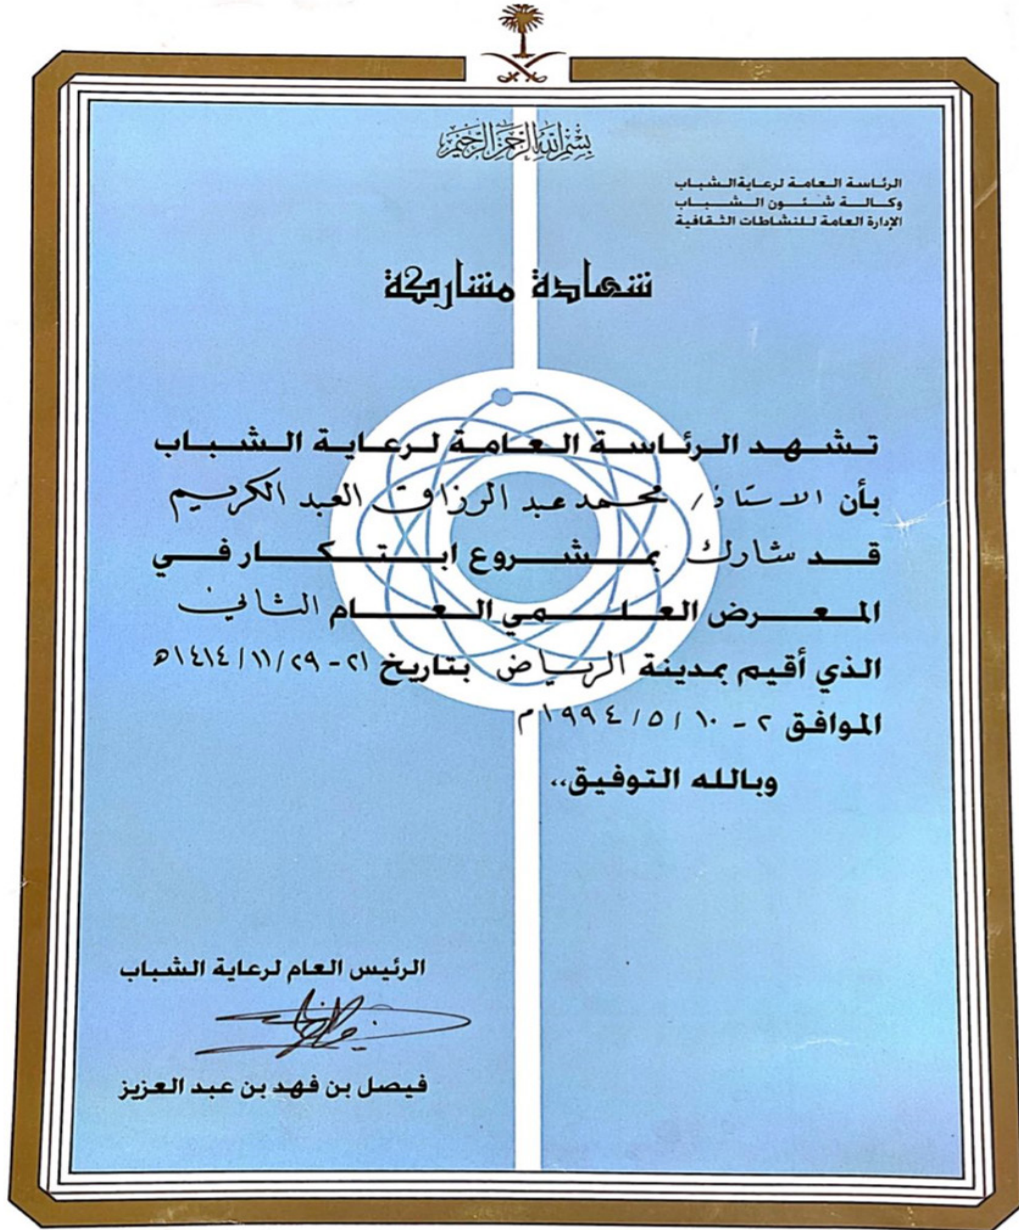 بسم الله الرحمن الرحيم
الرئاسة العامة لرعاية الشباب
وكالة شئون الشباب
الإدارة العامة للنشاطات الثقافية
شهادة مشاركة
تشهد الرئاسة العامة لرعاية الشباب
بأن الاستاذ / محمد عبد الرزاق العبد الكريم
قد شارك بمشروع ابتكار في
المعرض العلمي العام الثاني
الذي أقيم بمدينة الرياض بتاريخ ٢١ - ٢٩ / ١١ / ١٤١٤ه
الموافق ٢ - ١٠ / ٥ / ١٩٩٤م
وبالله التوفيق،،
الرئيس العام لرعاية الشباب
فيصل بن فهد بن عبد العزيز